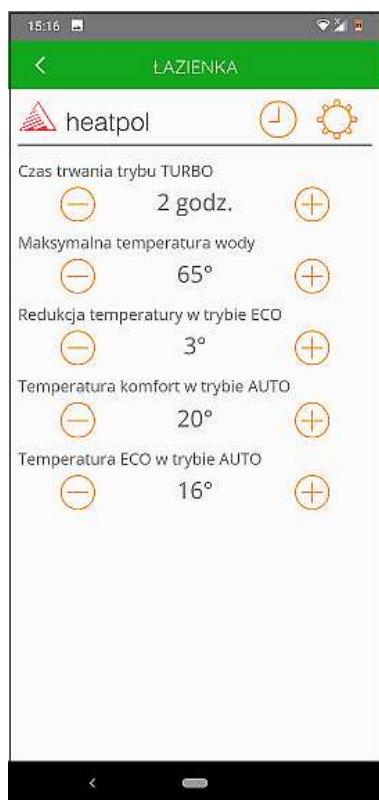 15:16
ŁAZIENKA
heatpol
Czas trwania trybu TURBO
2 godz.
Maksymalna temperatura wody
65°
Redukcja temperatury w trybie ECO
3°
Temperatura komfort w trybie AUTO
20°
Temperatura ECO w trybie AUTO
16°